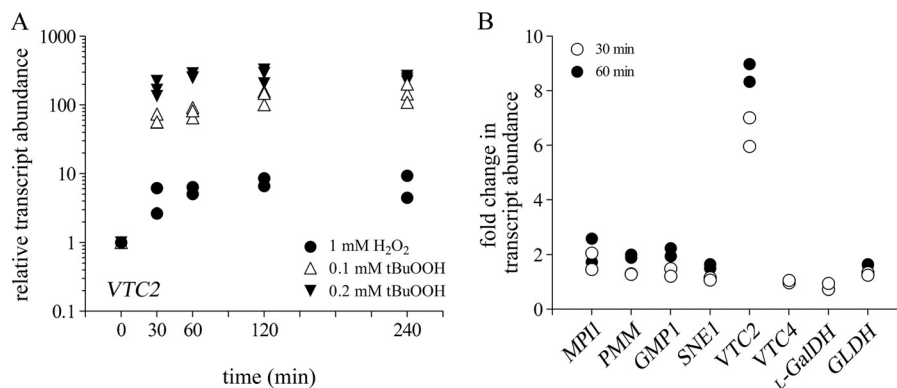 A
relative transcript abundance
1000
100
10
1
0.1
VTC2
1 mM H₂O₂
0.1 mM tBuOOH
0.2 mM tBuOOH
0 30 60 120 240
time (min)
B
fold change in
transcript abundance
10
8
6
4
2
0
30 min
60 min
MPI1 PMM GMP1 SNE1 VTC2 VTC4 L-GalDH GLDH